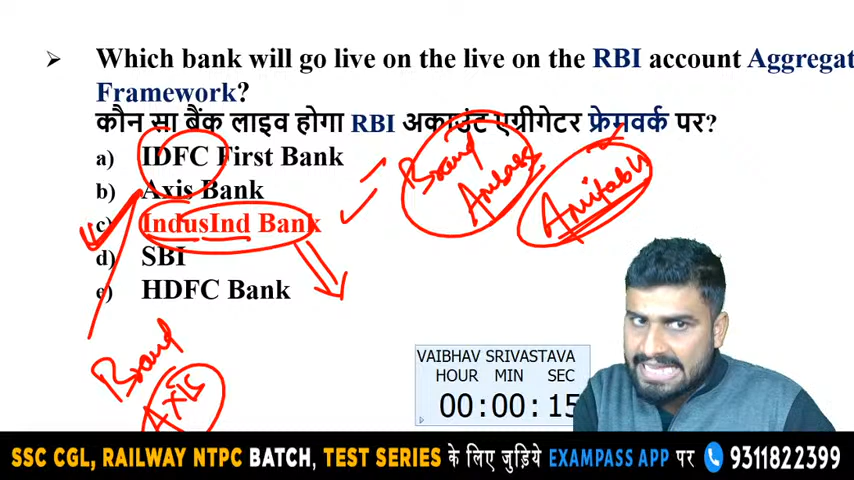 ➢ Which bank will go live on the live on the RBI account Aggregat
Framework?
कौन सा बैंक लाइव होगा RBI अकाउंट एग्रीगेटर फ्रेमवर्क पर?
a) IDFC First Bank
b) Axis Bank
c) IndusInd Bank
d) SBI
e) HDFC Bank
Brand
Amitabh
Brand
Axis
VAIBHAV SRIVASTAVA
HOUR MIN SEC
00:00:15
SSC CGL, RAILWAY NTPC BATCH, TEST SERIES के लिए जुड़िये EXAMPASS APP पर 9311822399